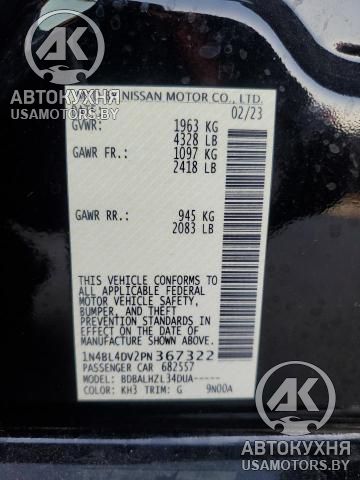 АВТОКУХНЯ
USAMOTORS.BY
АВТОКУХНЯ
USAMOTORS.BY
NISSAN MOTOR CO., LTD.
02/23
GVWR: 1963 KG
4328 LB
GAWR FR.: 1097 KG
2418 LB
GAWR RR.: 945 KG
2083 LB
THIS VEHICLE CONFORMS TO
ALL APPLICABLE FEDERAL
MOTOR VEHICLE SAFETY,
BUMPER, AND THEFT
PREVENTION STANDARDS IN
EFFECT ON THE DATE OF
MANUFACTURE SHOWN ABOVE.
1N4BL4DV2PN367322
PASSENGER CAR 682557
MODEL: BDBALHZL34DUA-----
COLOR: KH3 TRIM: G 9N00A
АВТОКУХНЯ
USAMOTORS.BY